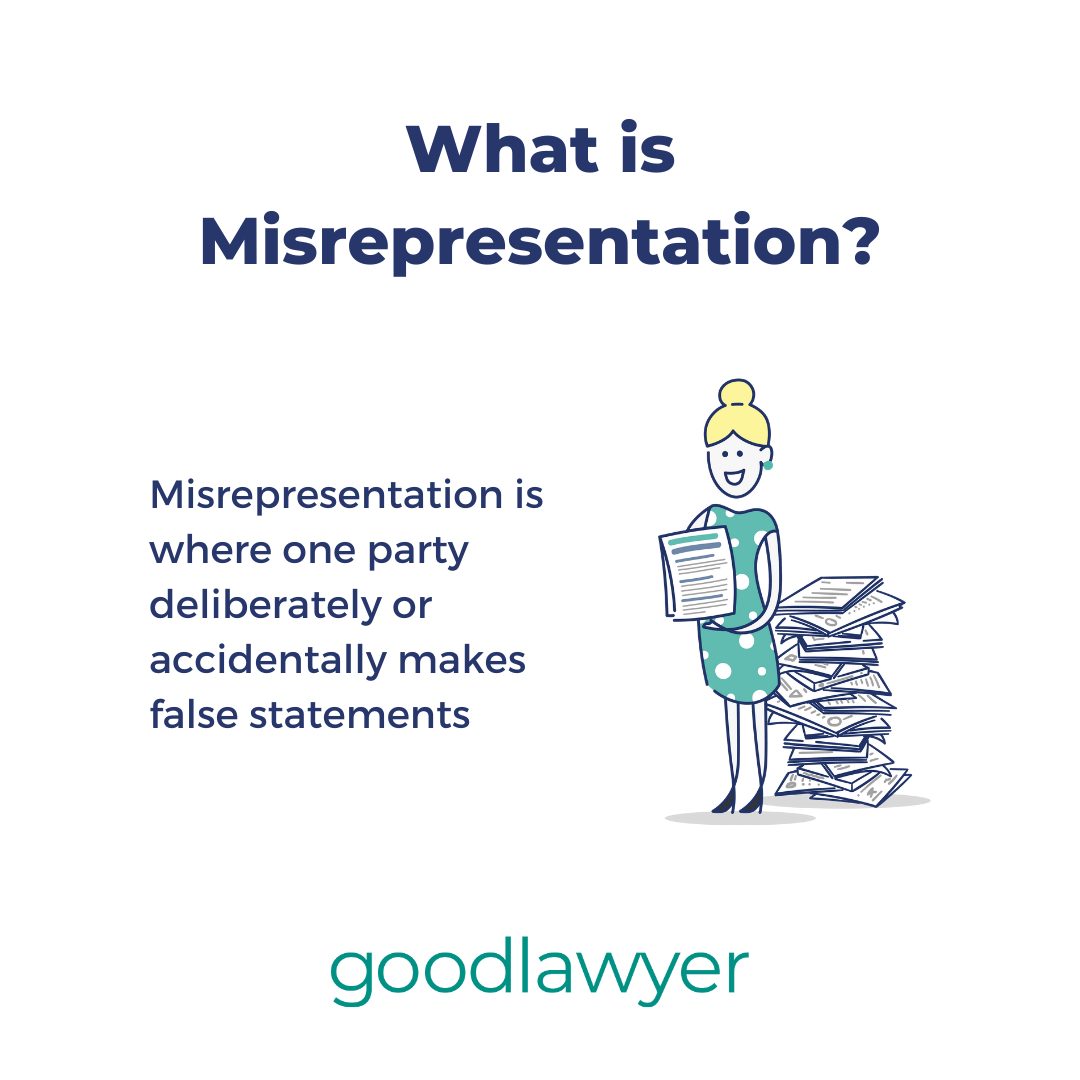 What is
Misrepresentation?
Misrepresentation is
where one party
deliberately or
accidentally makes
false statements
goodlawyer